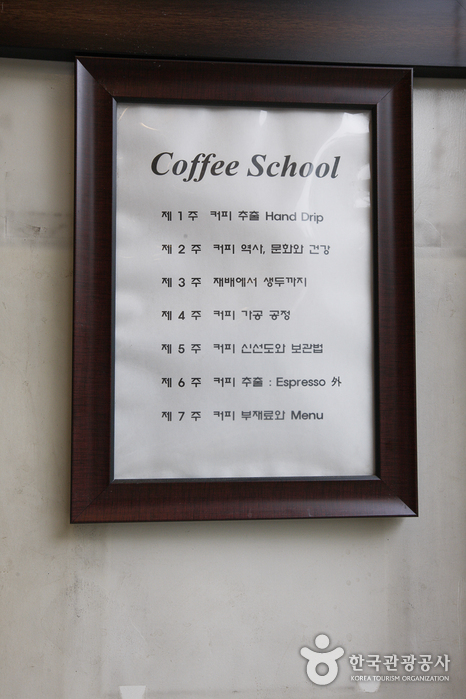 Coffee School
제 1 주 커피 추출 Hand Drip
제 2 주 커피 역사, 문화와 건강
제 3 주 재배에서 생두까지
제 4 주 커피 가공 공정
제 5 주 커피 신선도와 보관법
제 6 주 커피 추출 : Espresso 外
제 7 주 커피 부재료와 Menu
한국관광공사
KOREA TOURISM ORGANIZATION